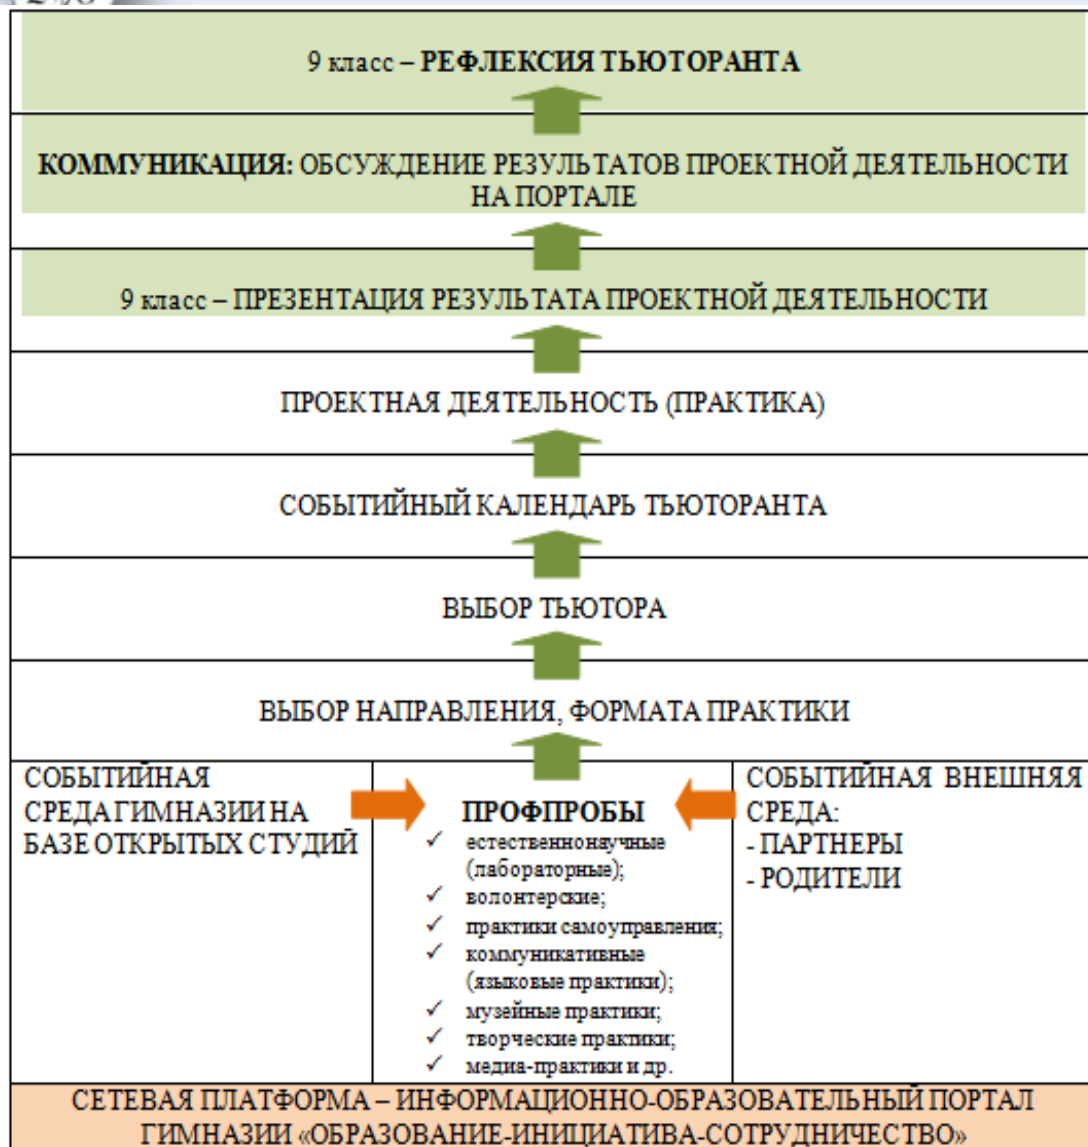 9 класс – РЕФЛЕКСИЯ ТЬЮТОРАНТА
КОММУНИКАЦИЯ: ОБСУЖДЕНИЕ РЕЗУЛЬТАТОВ ПРОЕКТНОЙ ДЕЯТЕЛЬНОСТИ
НА ПОРТАЛЕ
9 класс – ПРЕЗЕНТАЦИЯ РЕЗУЛЬТАТА ПРОЕКТНОЙ ДЕЯТЕЛЬНОСТИ
ПРОЕКТНАЯ ДЕЯТЕЛЬНОСТЬ (ПРАКТИКА)
СОБЫТИЙНЫЙ КАЛЕНДАРЬ ТЬЮТОРАНТА
ВЫБОР ТЬЮТОРА
ВЫБОР НАПРАВЛЕНИЯ, ФОРМАТА ПРАКТИКИ
СОБЫТИЙНАЯ
СРЕДА ГИМНАЗИИ НА
БАЗЕ ОТКРЫТЫХ СТУДИЙ
ПРОФПРОБЫ
✓ естественнонаучные
(лабораторные);
✓ волонтерские;
✓ практики самоуправления;
✓ коммуникативные
(языковые практики);
✓ музейные практики;
✓ творческие практики;
✓ медиа-практики и др.
СОБЫТИЙНАЯ ВНЕШНЯЯ
СРЕДА:
- ПАРТНЕРЫ
- РОДИТЕЛИ
СЕТЕВАЯ ПЛАТФОРМА – ИНФОРМАЦИОННО-ОБРАЗОВАТЕЛЬНЫЙ ПОРТАЛ
ГИМНАЗИИ «ОБРАЗОВАНИЕ-ИНИЦИАТИВА-СОТРУДНИЧЕСТВО»